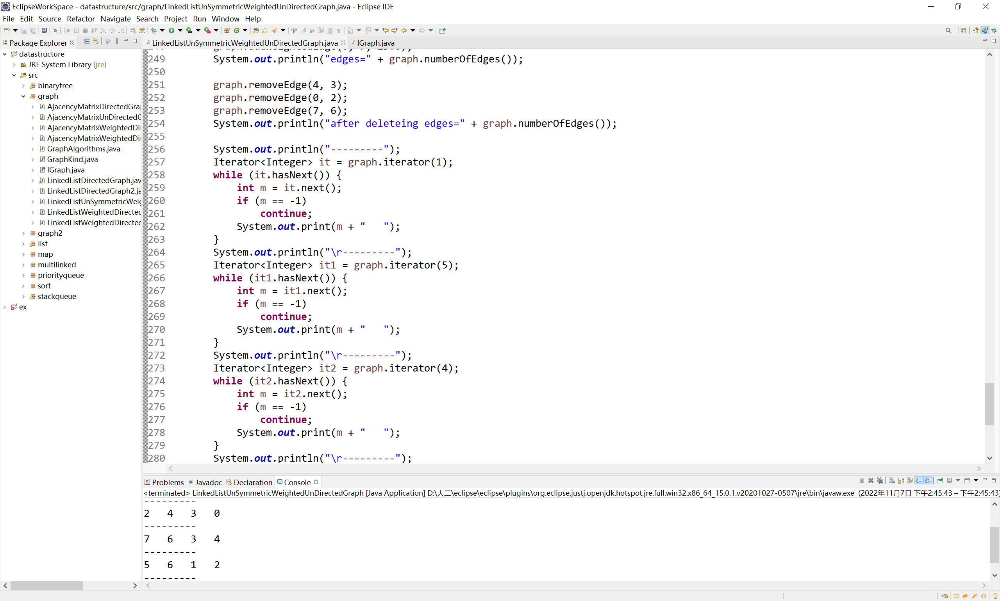 EclipseWorkSpace - datastructure/src/graph/LinkedListUnSymmetricWeightedUnDirectedGraph.java - Eclipse IDE
File Edit Source Refactor Navigate Search Project Run Window Help
Package Explorer
datastructure
JRE System Library [jre]
src
binarytree
graph
AjacencyMatrixDirectedGra
AjacencyMatrixUnDirectedG
AjacencyMatrixWeightedDi
AjacencyMatrixWeightedDi
GraphAlgorithms.java
GraphKind.java
IGraph.java
LinkedListDirectedGraph.jav
LinkedListDirectedGraph2.ja
LinkedListUnSymmetricWeig
LinkedListWeightedDirected
LinkedListWeightedDirected
graph2
list
map
multilinked
priorityqueue
sort
stackqueue
ex
LinkedListUnSymmetricWeightedUnDirectedGraph.java IGraph.java
249 System.out.println("edges=" + graph.numberOfEdges());
250
251 graph.removeEdge(4, 3);
252 graph.removeEdge(0, 2);
253 graph.removeEdge(7, 6);
254 System.out.println("after deleteing edges=" + graph.numberOfEdges());
255
256 System.out.println("---------");
257 Iterator<Integer> it = graph.iterator(1);
258 while (it.hasNext()) {
259 int m = it.next();
260 if (m == -1)
261 continue;
262 System.out.print(m + "   ");
263 }
264 System.out.println("\r---------");
265 Iterator<Integer> it1 = graph.iterator(5);
266 while (it1.hasNext()) {
267 int m = it1.next();
268 if (m == -1)
269 continue;
270 System.out.print(m + "   ");
271 }
272 System.out.println("\r---------");
273 Iterator<Integer> it2 = graph.iterator(4);
274 while (it2.hasNext()) {
275 int m = it2.next();
276 if (m == -1)
277 continue;
278 System.out.print(m + "   ");
279 }
280 System.out.println("\r---------");
Problems Javadoc Declaration Console
<terminated> LinkedListUnSymmetricWeightedUnDirectedGraph [Java Application] D:\大二\eclipse\eclipse\plugins\org.eclipse.justj.openjdk.hotspot.jre.full.win32.x86_64_15.0.1.v20201027-0507\jre\bin\javaw.exe (2022年11月7日 下午2:45:43 – 下午2:45:43)
---------
2 4 3 0
---------
7 6 3 4
---------
5 6 1 2
---------